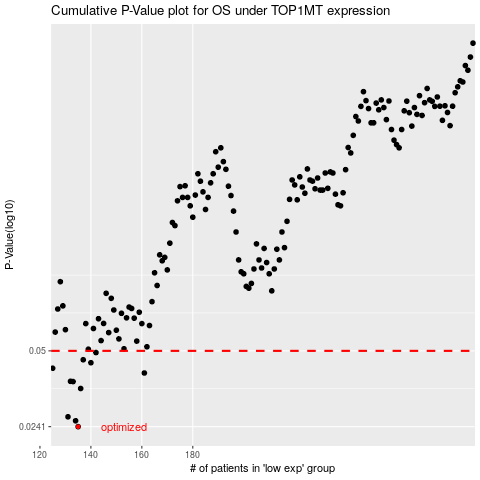 Cumulative P-Value plot for OS under TOP1MT expression
P-Value(log10)
0.05
0.0241
optimized
120 140 160 180
# of patients in 'low exp' group